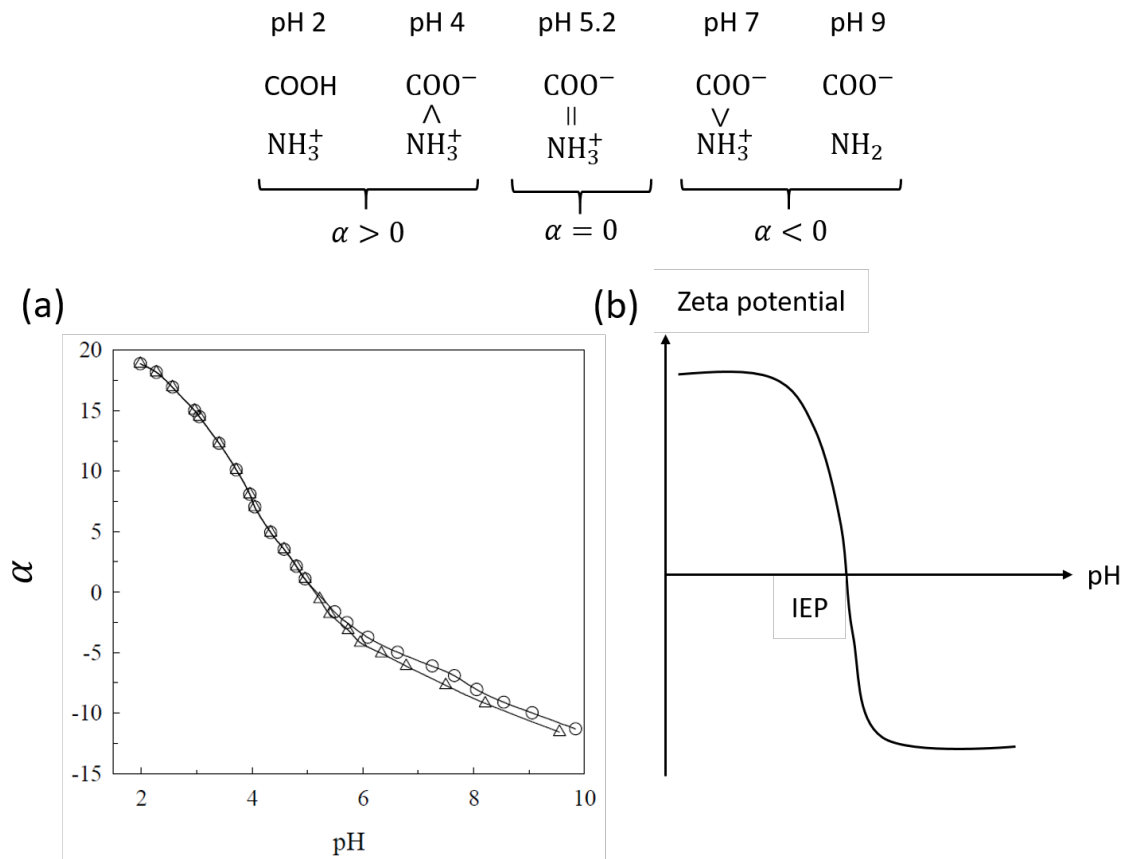 pH 2 pH 4 pH 5.2 pH 7 pH 9
COOH COO⁻ COO⁻ COO⁻ COO⁻
∧ || ∨
NH₃⁺ NH₃⁺ NH₃⁺ NH₃⁺ NH₂
α > 0 α = 0 α < 0
(a)
20
15
10
5
0
-5
-10
-15
α
2 4 6 8 10
pH
(b)
Zeta potential
pH
IEP